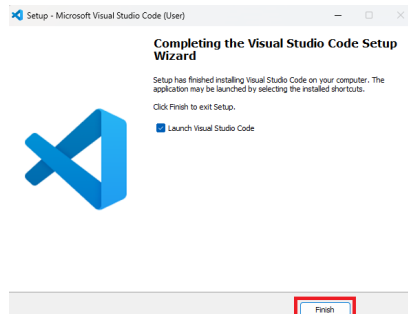 Setup - Microsoft Visual Studio Code (User)
Completing the Visual Studio Code Setup
Wizard
Setup has finished installing Visual Studio Code on your computer. The
application may be launched by selecting the installed shortcuts.
Click Finish to exit Setup.
Launch Visual Studio Code
Finish